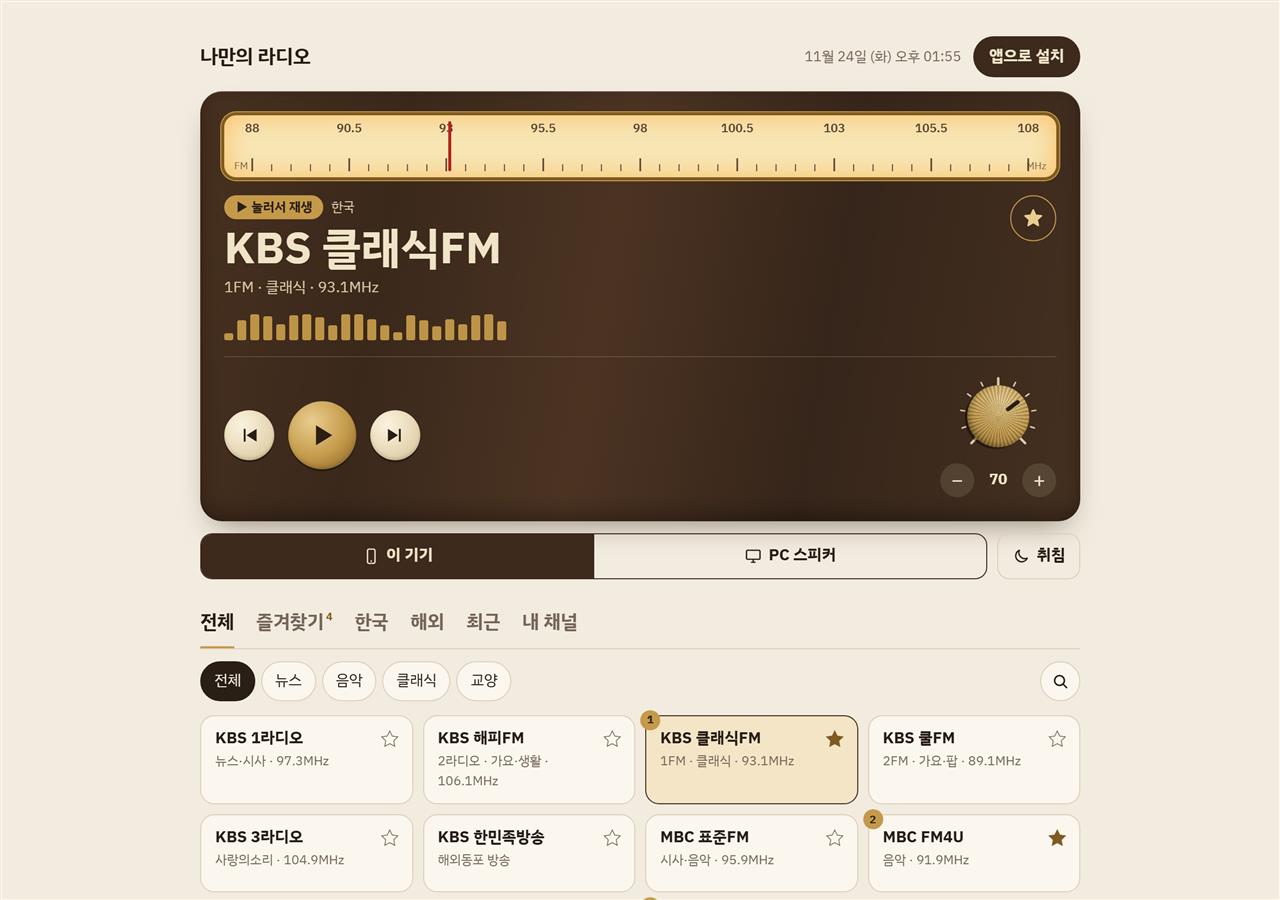 나만의 라디오
11월 24일 (화) 오후 01:55
앱으로 설치
88 90.5 93 95.5 98 100.5 103 105.5 108
FM MHz
▶ 눌러서 재생 한국
KBS 클래식FM
1FM · 클래식 · 93.1MHz
− 70 +
이 기기
PC 스피커
취침
전체 즐겨찾기 4 한국 해외 최근 내 채널
전체 뉴스 음악 클래식 교양
1
KBS 1라디오
뉴스·시사 · 97.3MHz
KBS 해피FM
2라디오 · 가요·생활 ·
106.1MHz
KBS 클래식FM
1FM · 클래식 · 93.1MHz
KBS 쿨FM
2FM · 가요·팝 · 89.1MHz
2
KBS 3라디오
사랑의소리 · 104.9MHz
KBS 한민족방송
해외동포 방송
MBC 표준FM
시사·음악 · 95.9MHz
MBC FM4U
음악 · 91.9MHz